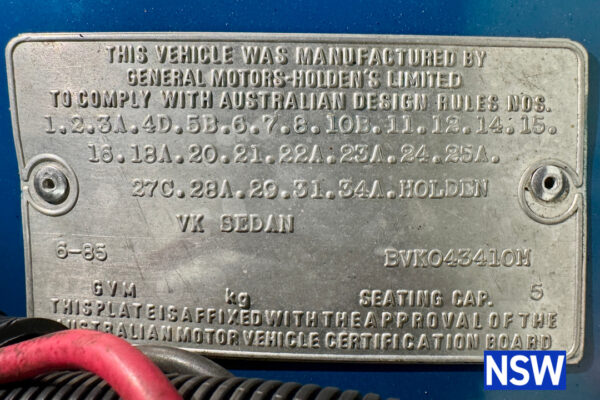 THIS VEHICLE WAS MANUFACTURED BY
GENERAL MOTORS-HOLDEN'S LIMITED
TO COMPLY WITH AUSTRALIAN DESIGN RULES NOS.
1.2.3A.4D.5B.6.7.8.10B.11.12.14.15.
16.18A.20.21.22A.23A.24.25A.
27C.28A.29.31.34A.HOLDEN
VK SEDAN
6-85 BVK043410M
GVM kg SEATING CAP. 5
THIS PLATE IS AFFIXED WITH THE APPROVAL OF THE
AUSTRALIAN MOTOR VEHICLE CERTIFICATION BOARD
NSW